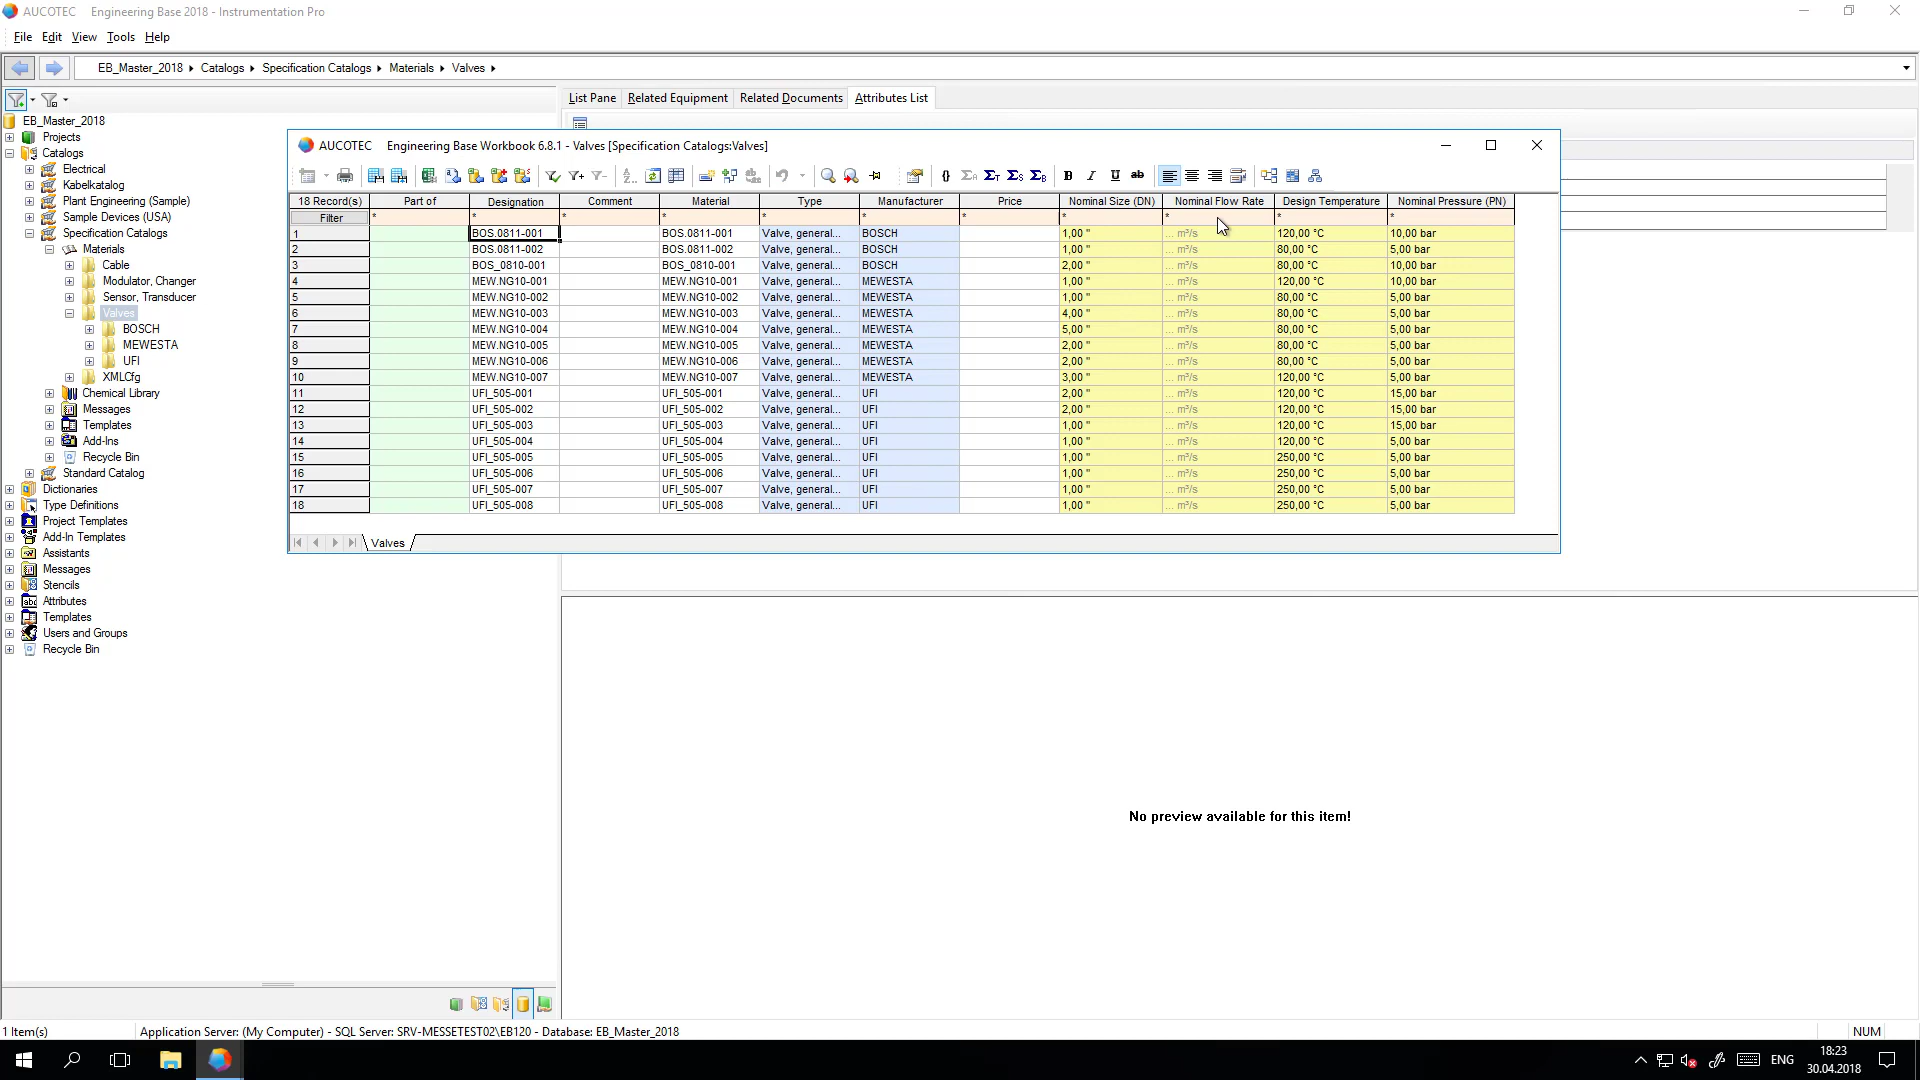 AUCOTEC Engineering Base 2018 - Instrumentation Pro
File Edit View Tools Help
EB_Master_2018 Catalogs Specification Catalogs Materials Valves
List Pane Related Equipment Related Documents Attributes List
EB_Master_2018
Projects
Catalogs
Electrical
Kabelkatalog
Plant Engineering (Sample)
Sample Devices (USA)
Specification Catalogs
Materials
Cable
Modulator, Changer
Sensor, Transducer
Valves
BOSCH
MEWESTA
UFI
XMLCfg
Chemical Library
Messages
Templates
Add-Ins
Recycle Bin
Standard Catalog
Dictionaries
Type Definitions
Project Templates
Add-In Templates
Assistants
Messages
Stencils
Attributes
Templates
Users and Groups
Recycle Bin
AUCOTEC Engineering Base Workbook 6.8.1 - Valves [Specification Catalogs:Valves]
18 Record(s) Part of Designation Comment Material Type Manufacturer Price Nominal Size (DN) Nominal Flow Rate Design Temperature Nominal Pressure (PN)
Filter * * * * * * * * * * *
1 BOS.0811-001 BOS.0811-001 Valve, general... BOSCH 1,00 " ... m³/s 120,00 °C 10,00 bar
2 BOS.0811-002 BOS.0811-002 Valve, general... BOSCH 1,00 " ... m³/s 80,00 °C 5,00 bar
3 BOS_0810-001 BOS_0810-001 Valve, general... BOSCH 2,00 " ... m³/s 80,00 °C 10,00 bar
4 MEW.NG10-001 MEW.NG10-001 Valve, general... MEWESTA 1,00 " ... m³/s 120,00 °C 10,00 bar
5 MEW.NG10-002 MEW.NG10-002 Valve, general... MEWESTA 1,00 " ... m³/s 80,00 °C 5,00 bar
6 MEW.NG10-003 MEW.NG10-003 Valve, general... MEWESTA 4,00 " ... m³/s 80,00 °C 5,00 bar
7 MEW.NG10-004 MEW.NG10-004 Valve, general... MEWESTA 5,00 " ... m³/s 80,00 °C 5,00 bar
8 MEW.NG10-005 MEW.NG10-005 Valve, general... MEWESTA 2,00 " ... m³/s 80,00 °C 5,00 bar
9 MEW.NG10-006 MEW.NG10-006 Valve, general... MEWESTA 2,00 " ... m³/s 80,00 °C 5,00 bar
10 MEW.NG10-007 MEW.NG10-007 Valve, general... MEWESTA 3,00 " ... m³/s 120,00 °C 5,00 bar
11 UFI_505-001 UFI_505-001 Valve, general... UFI 2,00 " ... m³/s 120,00 °C 15,00 bar
12 UFI_505-002 UFI_505-002 Valve, general... UFI 2,00 " ... m³/s 120,00 °C 15,00 bar
13 UFI_505-003 UFI_505-003 Valve, general... UFI 1,00 " ... m³/s 120,00 °C 15,00 bar
14 UFI_505-004 UFI_505-004 Valve, general... UFI 1,00 " ... m³/s 120,00 °C 5,00 bar
15 UFI_505-005 UFI_505-005 Valve, general... UFI 1,00 " ... m³/s 250,00 °C 5,00 bar
16 UFI_505-006 UFI_505-006 Valve, general... UFI 1,00 " ... m³/s 250,00 °C 5,00 bar
17 UFI_505-007 UFI_505-007 Valve, general... UFI 1,00 " ... m³/s 250,00 °C 5,00 bar
18 UFI_505-008 UFI_505-008 Valve, general... UFI 1,00 " ... m³/s 250,00 °C 5,00 bar
Valves
No preview available for this item!
1 Item(s) Application Server: (My Computer) - SQL Server: SRV-MESSETEST02\EB120 - Database: EB_Master_2018 NUM
ENG 18:23
30.04.2018